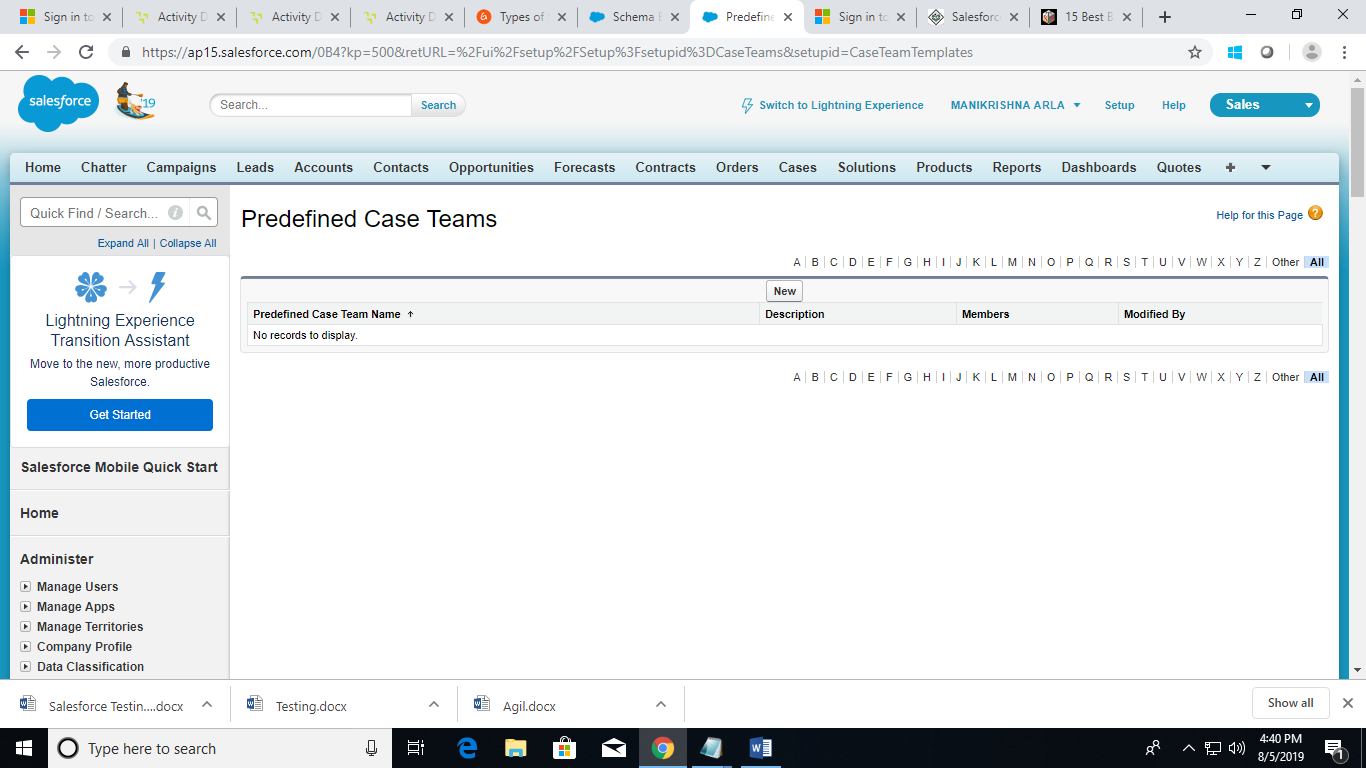 Sign in to Activity D Activity D Activity D Types of Schema Predefine Sign in to Salesforc 15 Best B
https://ap15.salesforce.com/0B4?kp=500&retURL=%2Fui%2Fsetup%2FSetup%3Fsetupid%3DCaseTeams&setupid=CaseTeamTemplates
salesforce '19 Search... Search Switch to Lightning Experience MANIKRISHNA ARLA Setup Help Sales
Home Chatter Campaigns Leads Accounts Contacts Opportunities Forecasts Contracts Orders Cases Solutions Products Reports Dashboards Quotes
Quick Find / Search...
Expand All | Collapse All
Lightning Experience
Transition Assistant
Move to the new, more productive
Salesforce.
Get Started
Salesforce Mobile Quick Start
Home
Administer
Manage Users
Manage Apps
Manage Territories
Company Profile
Data Classification
Predefined Case Teams
Help for this Page
A | B | C | D | E | F | G | H | I | J | K | L | M | N | O | P | Q | R | S | T | U | V | W | X | Y | Z | Other | All
New
Predefined Case Team Name Description Members Modified By
No records to display.
A | B | C | D | E | F | G | H | I | J | K | L | M | N | O | P | Q | R | S | T | U | V | W | X | Y | Z | Other | All
Salesforce Testin....docx Testing.docx Agil.docx Show all
Type here to search
4:40 PM
8/5/2019
1